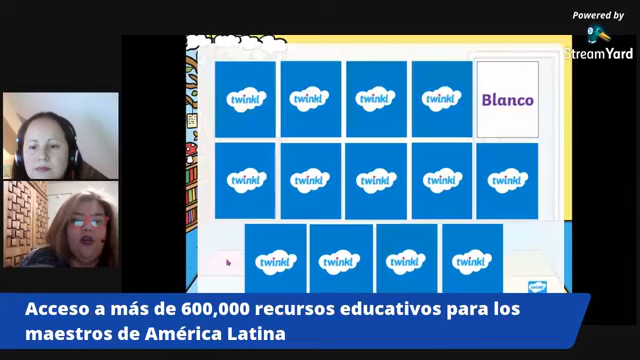 Powered by
StreamYard
twinkl twinkl twinkl twinkl Blanco
twinkl twinkl twinkl twinkl twinkl
twinkl twinkl twinkl twinkl
Acceso a más de 600,000 recursos educativos para los
maestros de América Latina